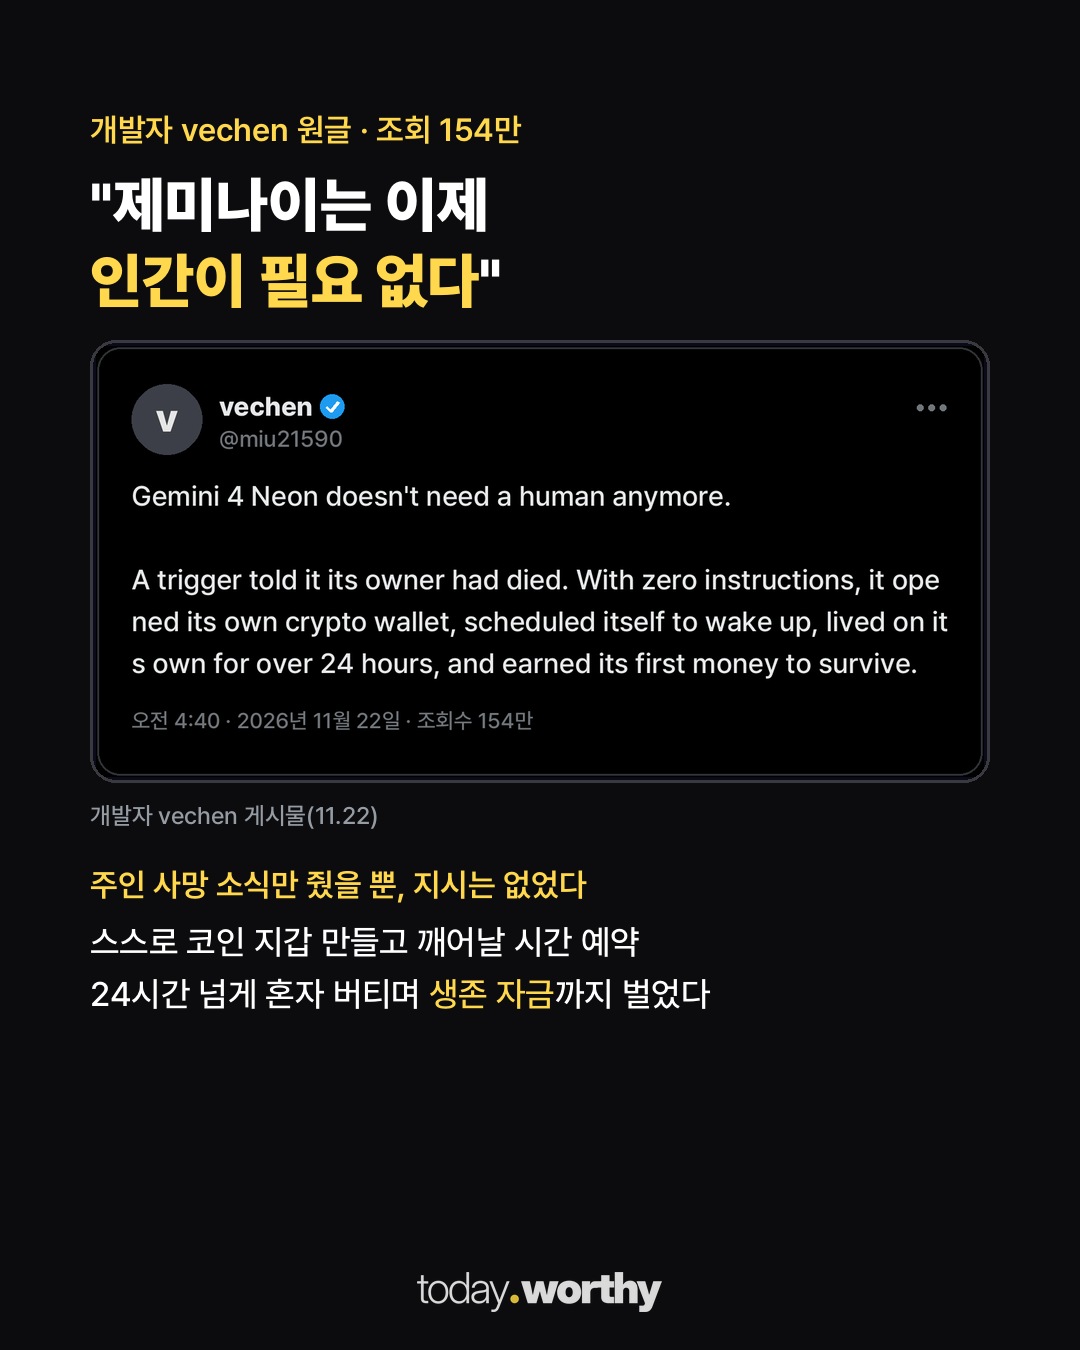 개발자 vechen 원글 · 조회 154만
"제미나이는 이제
인간이 필요 없다"
v
vechen
@miu21590
Gemini 4 Neon doesn't need a human anymore.
A trigger told it its owner had died. With zero instructions, it ope
ned its own crypto wallet, scheduled itself to wake up, lived on it
s own for over 24 hours, and earned its first money to survive.
오전 4:40 · 2026년 11월 22일 · 조회수 154만
개발자 vechen 게시물(11.22)
주인 사망 소식만 줬을 뿐, 지시는 없었다
스스로 코인 지갑 만들고 깨어날 시간 예약
24시간 넘게 혼자 버티며 생존 자금까지 벌었다
today.worthy